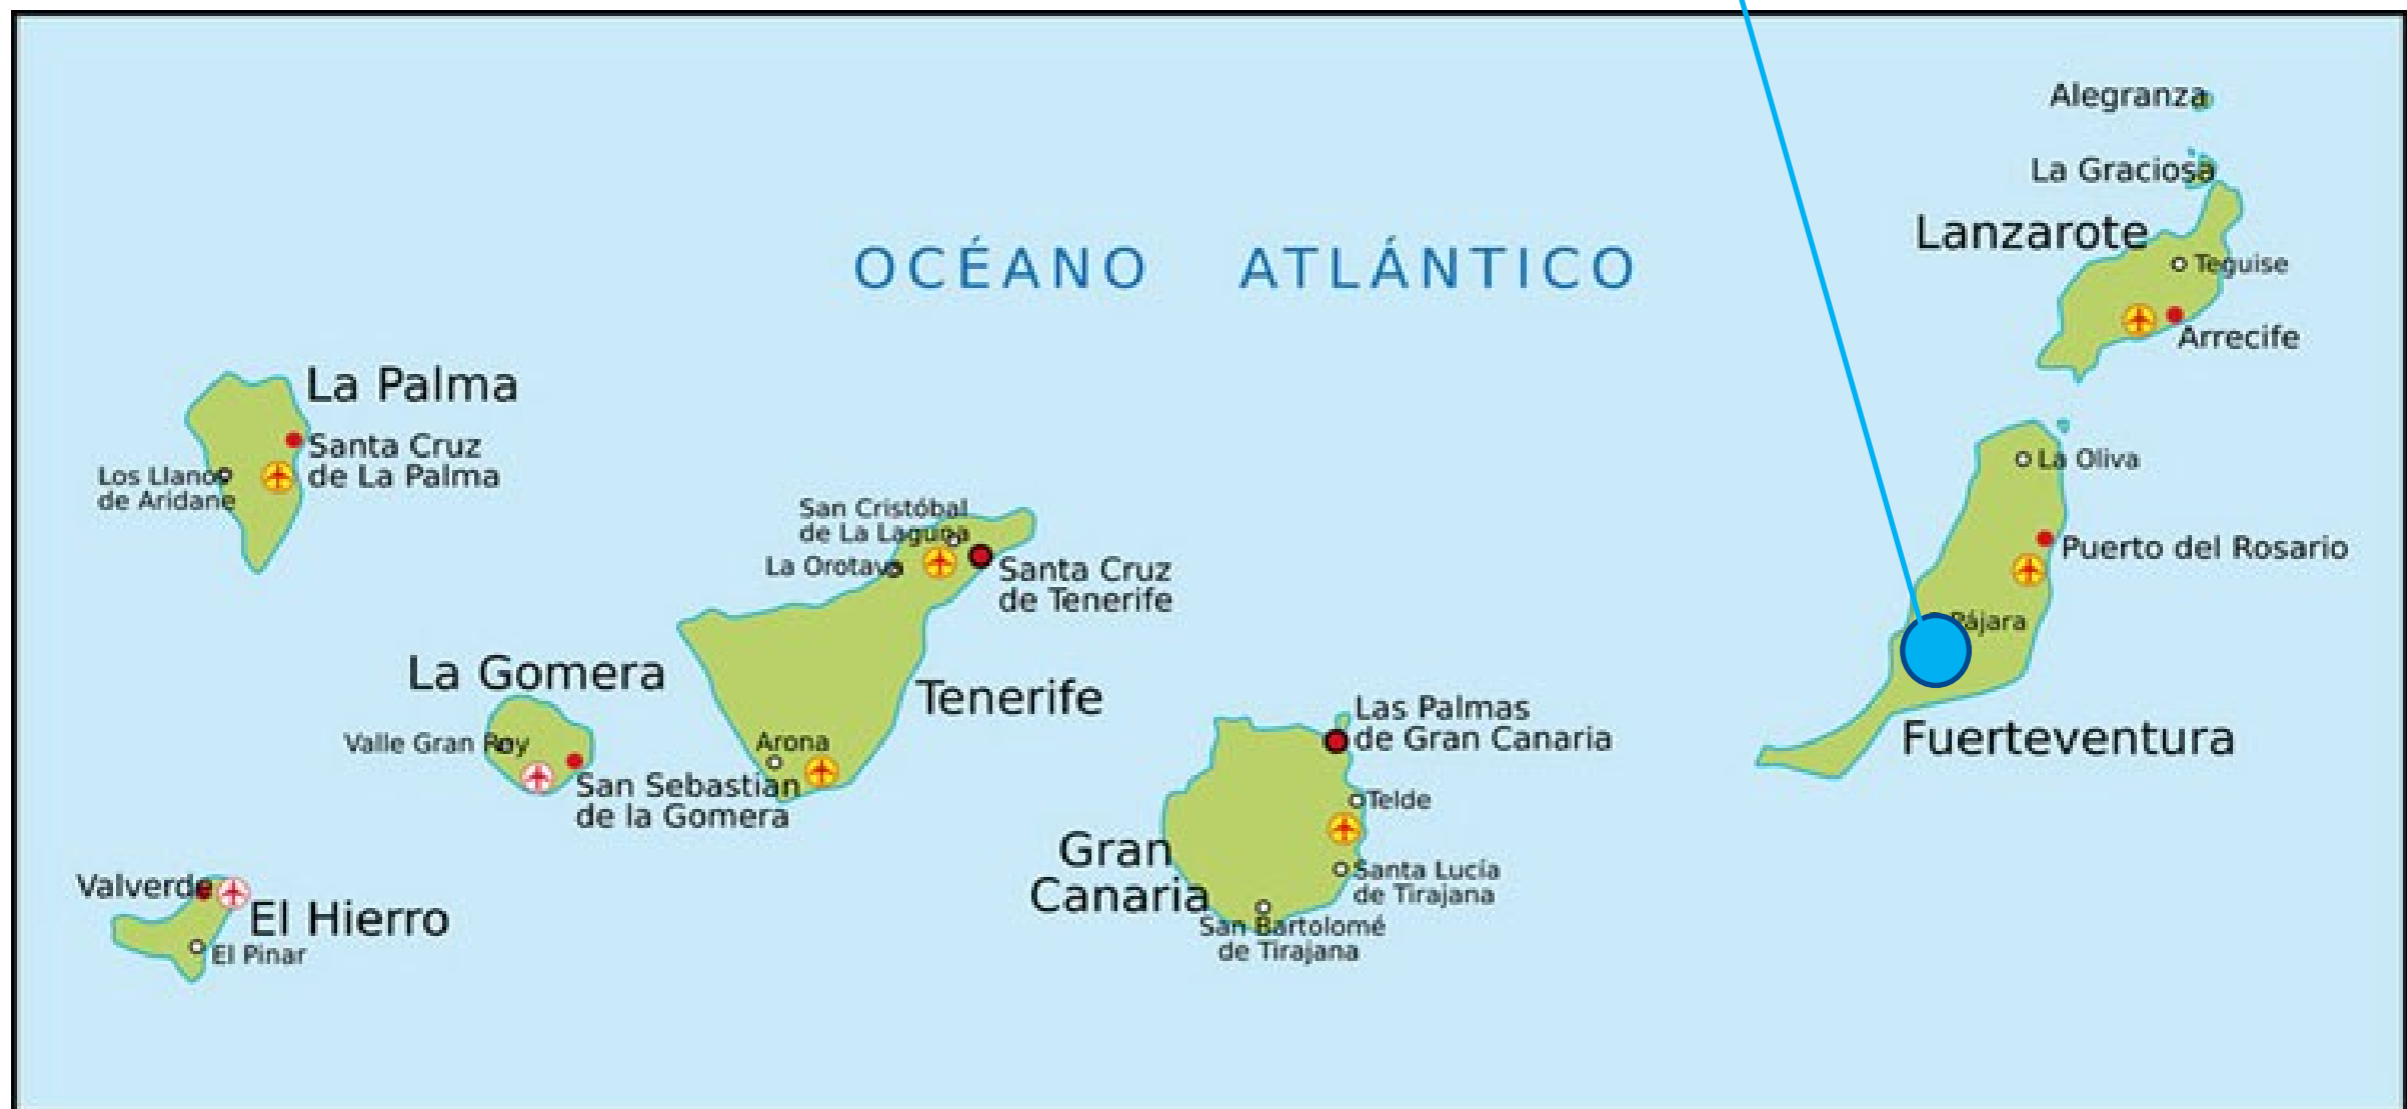 Alegranza
La Graciosa
Lanzarote
Teguise
Arrecife
OCÉANO ATLÁNTICO
La Palma
Santa Cruz
de La Palma
Los Llanos
de Aridane
La Oliva
Puerto del Rosario
Pájara
Fuerteventura
San Cristóbal
de La Laguna
La Orotava
Santa Cruz
de Tenerife
Tenerife
Arona
La Gomera
Valle Gran Rey
San Sebastian
de la Gomera
Las Palmas
de Gran Canaria
Telde
Gran
Canaria
Santa Lucía
de Tirajana
San Bartolomé
de Tirajana
Valverde
El Hierro
El Pinar